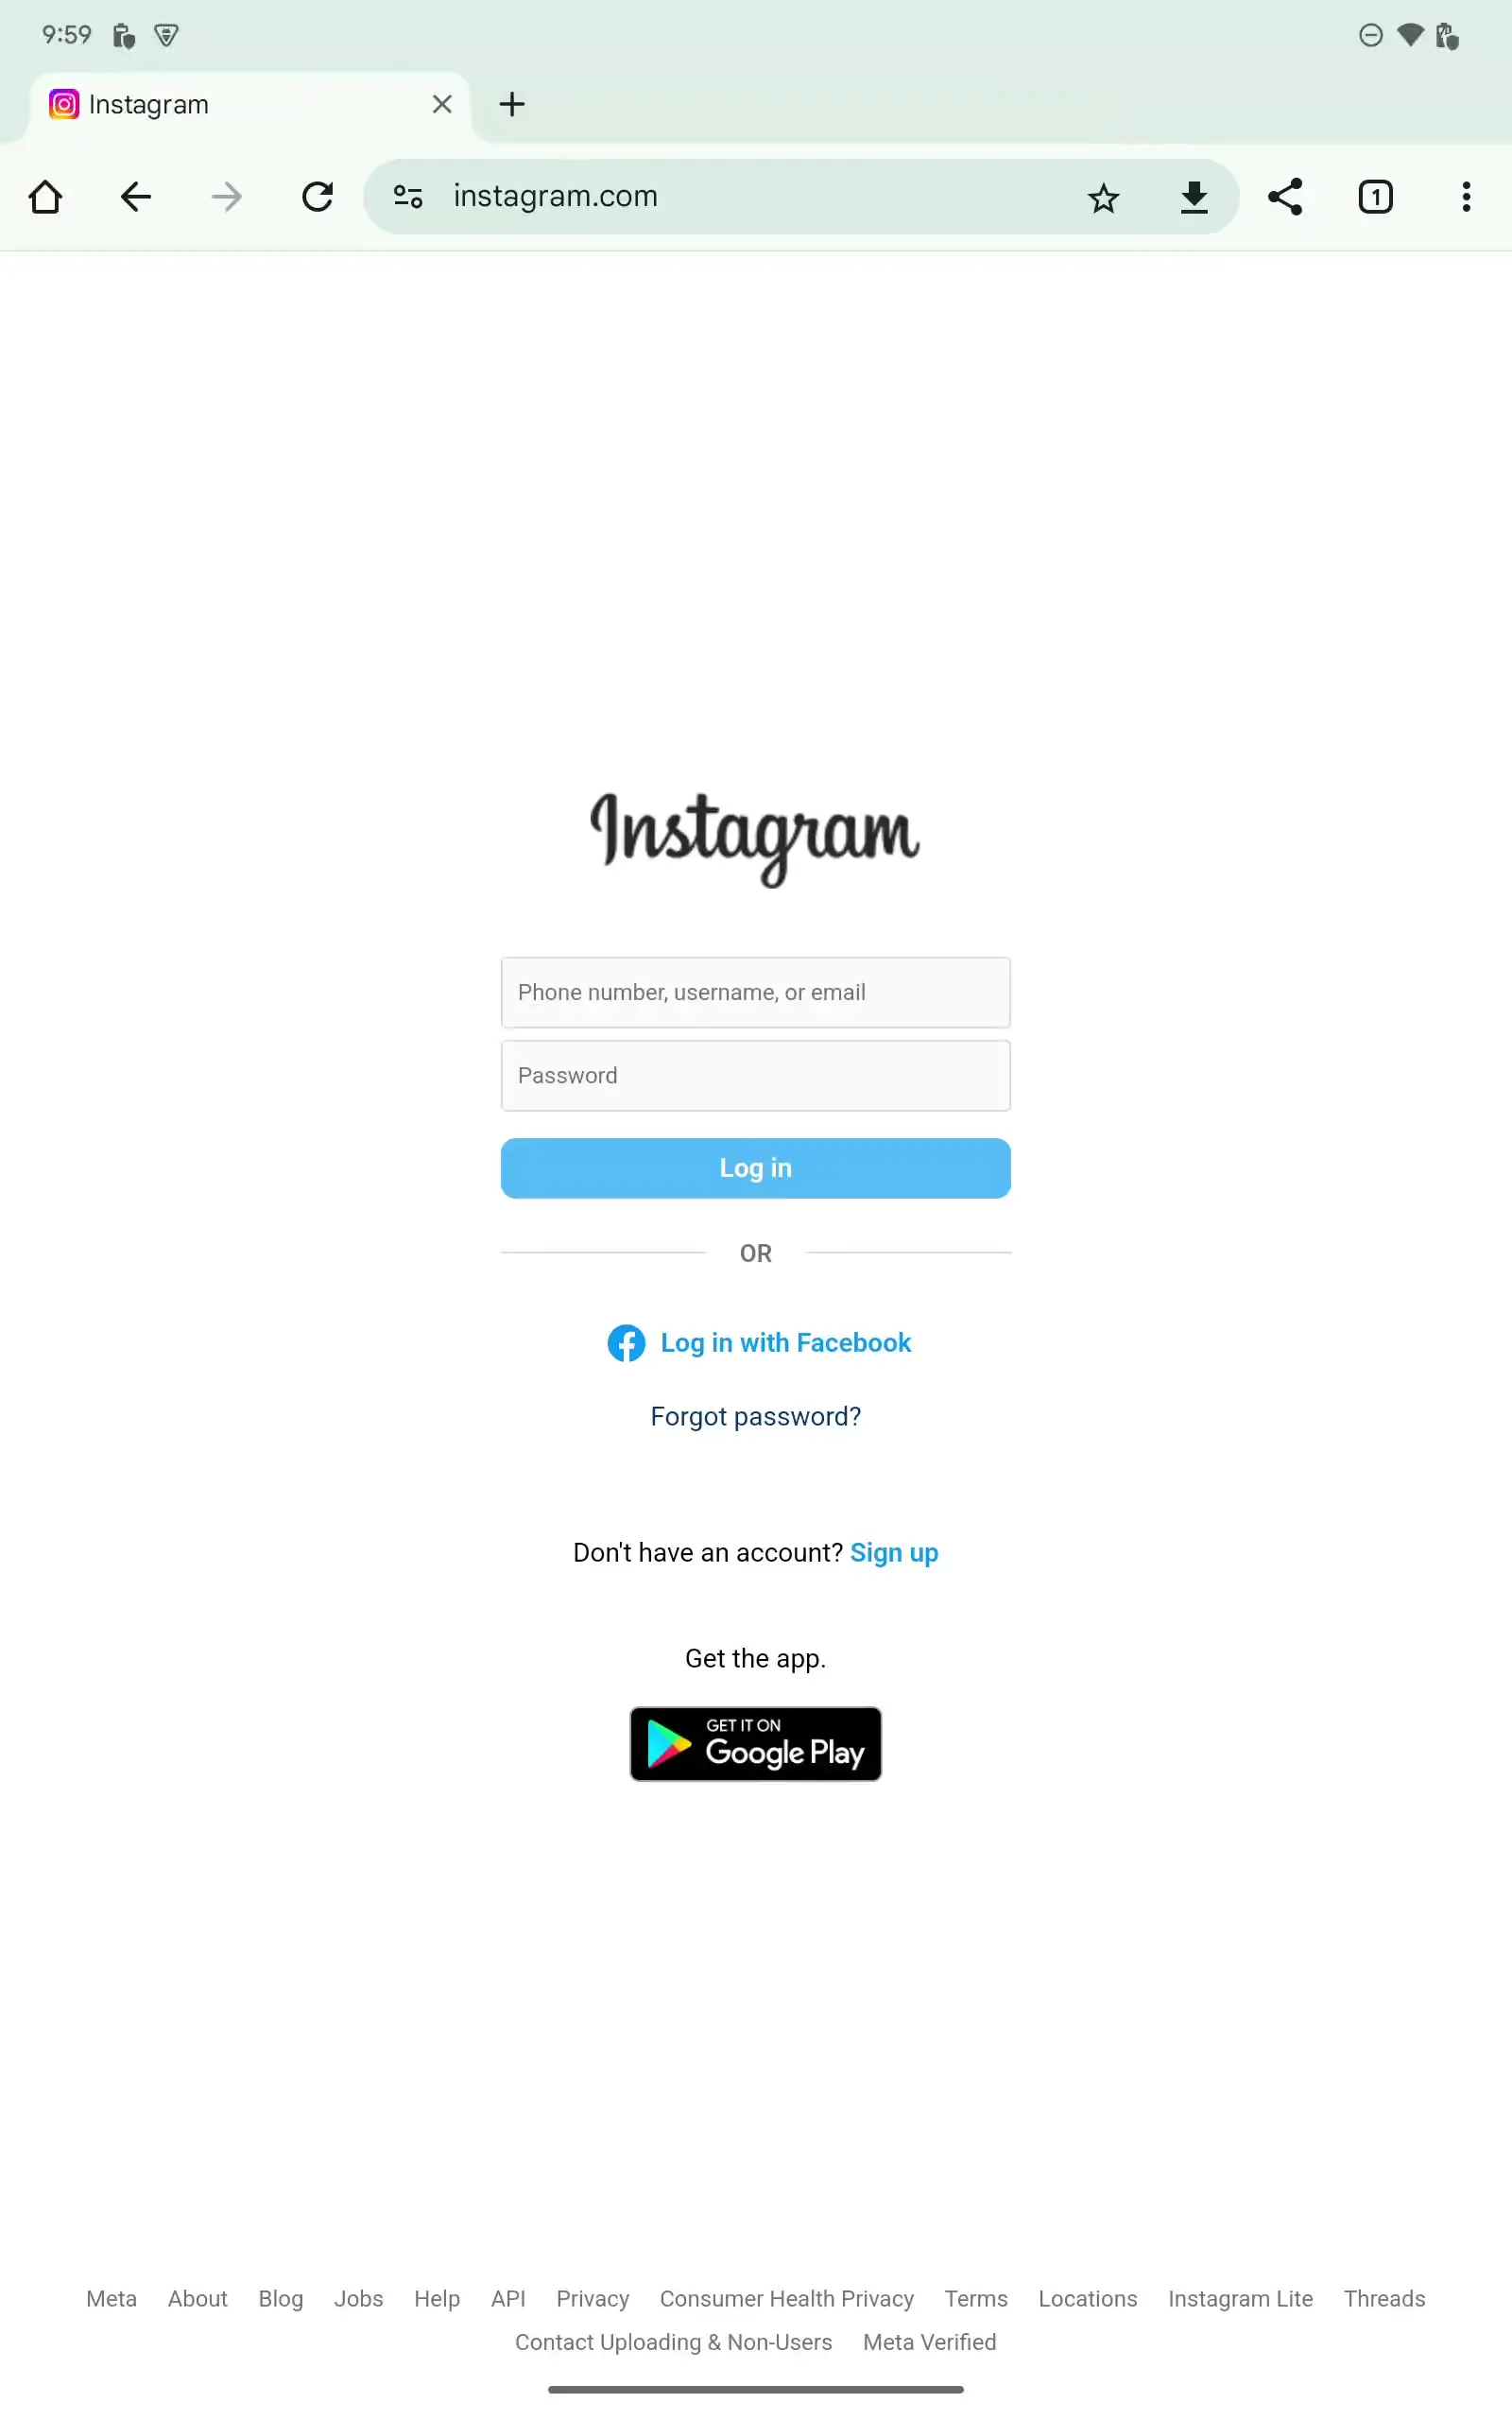 9:59
Instagram
instagram.com
1
Instagram
Phone number, username, or email
Password
Log in
OR
Log in with Facebook
Forgot password?
Don't have an account? Sign up
Get the app.
GET IT ON
Google Play
Meta About Blog Jobs Help API Privacy Consumer Health Privacy Terms Locations Instagram Lite Threads
Contact Uploading & Non-Users Meta Verified